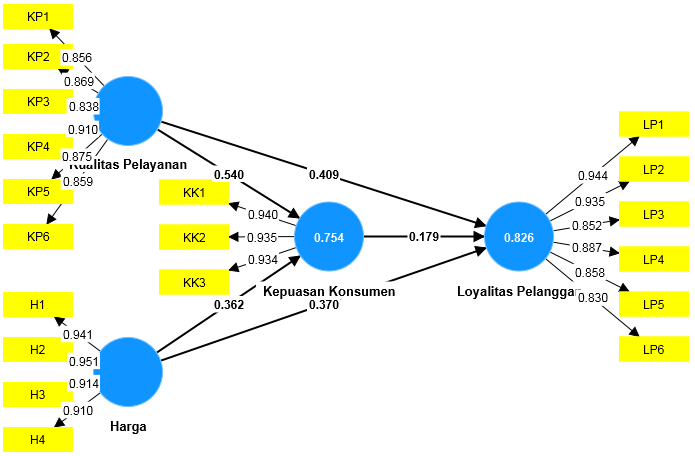 KP1
KP2
KP3
KP4
KP5
KP6
0.856
0.869
0.838
0.910
0.875
0.859
Kualitas Pelayanan
0.540
0.409
KK1
KK2
KK3
0.940
0.935
0.934
0.754
Kepuasan Konsumen
0.179
0.826
Loyalitas Pelanggan
0.362
0.370
LP1
LP2
LP3
LP4
LP5
LP6
0.944
0.935
0.852
0.887
0.858
0.830
H1
H2
H3
H4
0.941
0.951
0.914
0.910
Harga